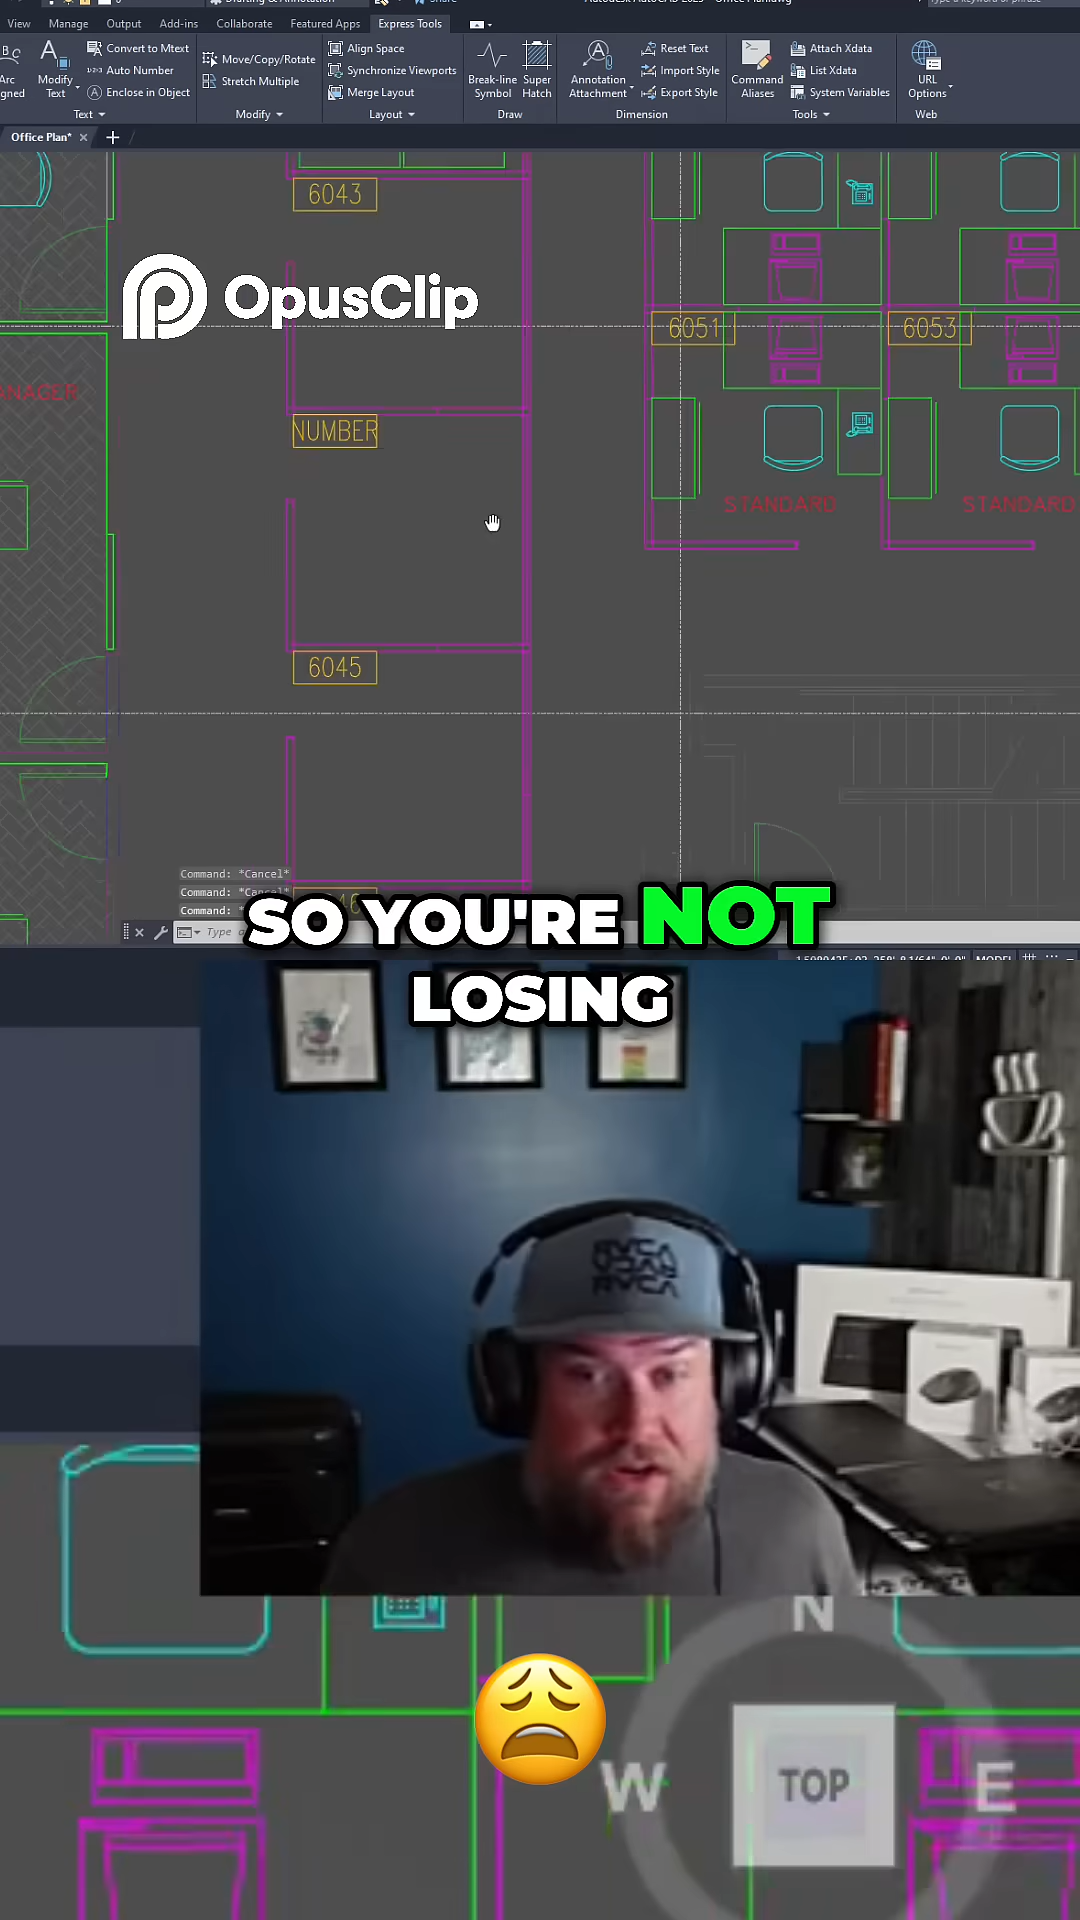 View Manage Output Add-ins Collaborate Featured Apps Express Tools
Modify Text
Convert to Mtext
Auto Number
Enclose in Object
Text
Move/Copy/Rotate
Stretch Multiple
Modify
Align Space
Synchronize Viewports
Merge Layout
Layout
Break-line Symbol
Super Hatch
Draw
Annotation Attachment
Reset Text
Import Style
Export Style
Dimension
Command Aliases
Attach Xdata
List Xdata
System Variables
Tools
URL Options
Web
Office Plan*
6043
OpusClip
6051
6053
NUMBER
STANDARD
STANDARD
6045
Command: *Cancel*
Command: *Cancel*
Command:
Type
MODEL
SO YOU'RE NOT
LOSING
RVCA
RVCA
N
W
TOP
E